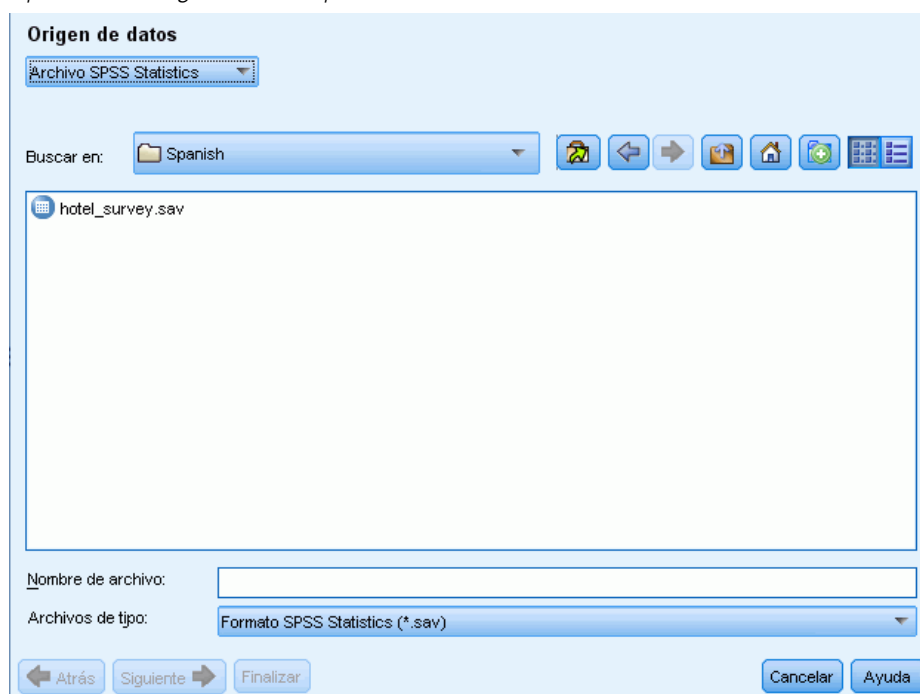 Origen de datos
Archivo SPSS Statistics
Buscar en: Spanish
hotel_survey.sav
Nombre de archivo:
Archivos de tipo: Formato SPSS Statistics (*.sav)
Atrás Siguiente Finalizar Cancelar Ayuda